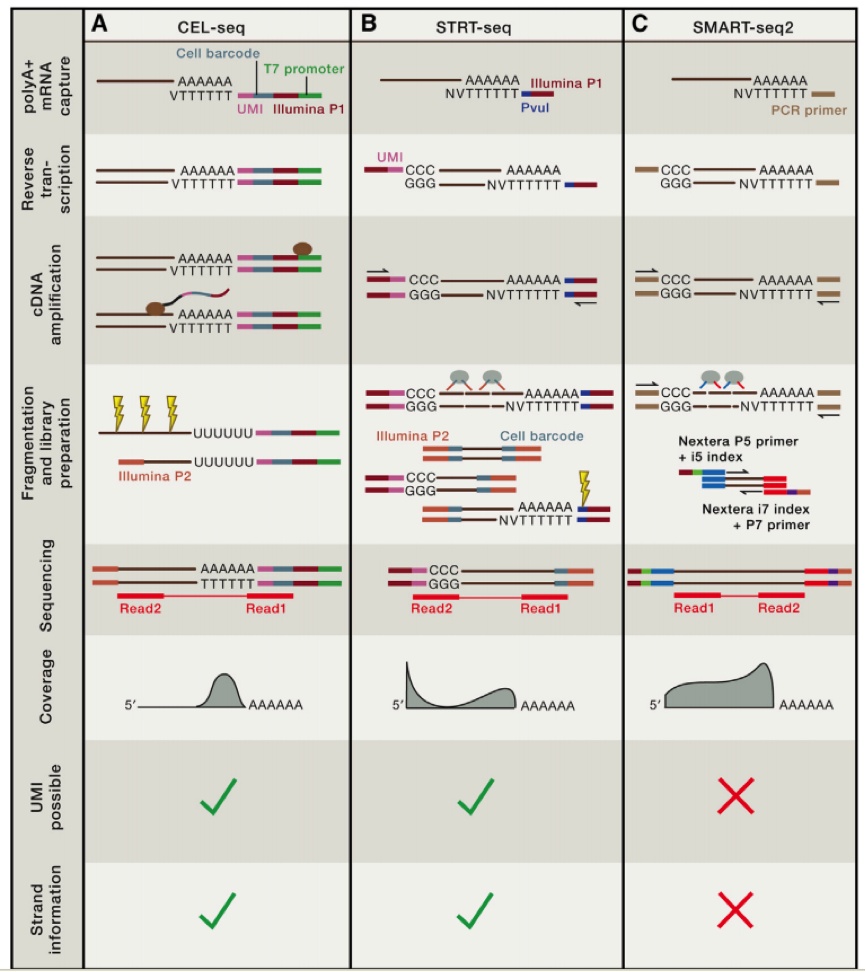 A CEL-seq
B STRT-seq
C SMART-seq2
polyA+
mRNA
capture
Cell barcode
T7 promoter
AAAAAA
VTTTTTT
UMI
Illumina P1
AAAAAA
Illumina P1
NVTTTTTT
PvuI
AAAAAA
NVTTTTTT
PCR primer
Reverse
tran-
scription
AAAAAA
VTTTTTT
UMI
CCC AAAAAA
GGG NVTTTTTT
CCC AAAAAA
GGG NVTTTTTT
cDNA
amplification
AAAAAA
VTTTTTT
AAAAAA
VTTTTTT
CCC AAAAAA
GGG NVTTTTTT
CCC AAAAAA
GGG NVTTTTTT
Fragmentation
and library
preparation
UUUUUU
UUUUUU
Illumina P2
CCC AAAAAA
GGG NVTTTTTT
Illumina P2
Cell barcode
CCC
GGG
AAAAAA
NVTTTTTT
CCC AAAAAA
GGG NVTTTTTT
Nextera P5 primer
+ i5 index
Nextera i7 index
+ P7 primer
Sequencing
AAAAAA
TTTTTT
Read2 Read1
CCC
GGG
Read2 Read1
Read1 Read2
Coverage
5′ AAAAAA
5′ AAAAAA
5′ AAAAAA
UMI
possible
Strand
information